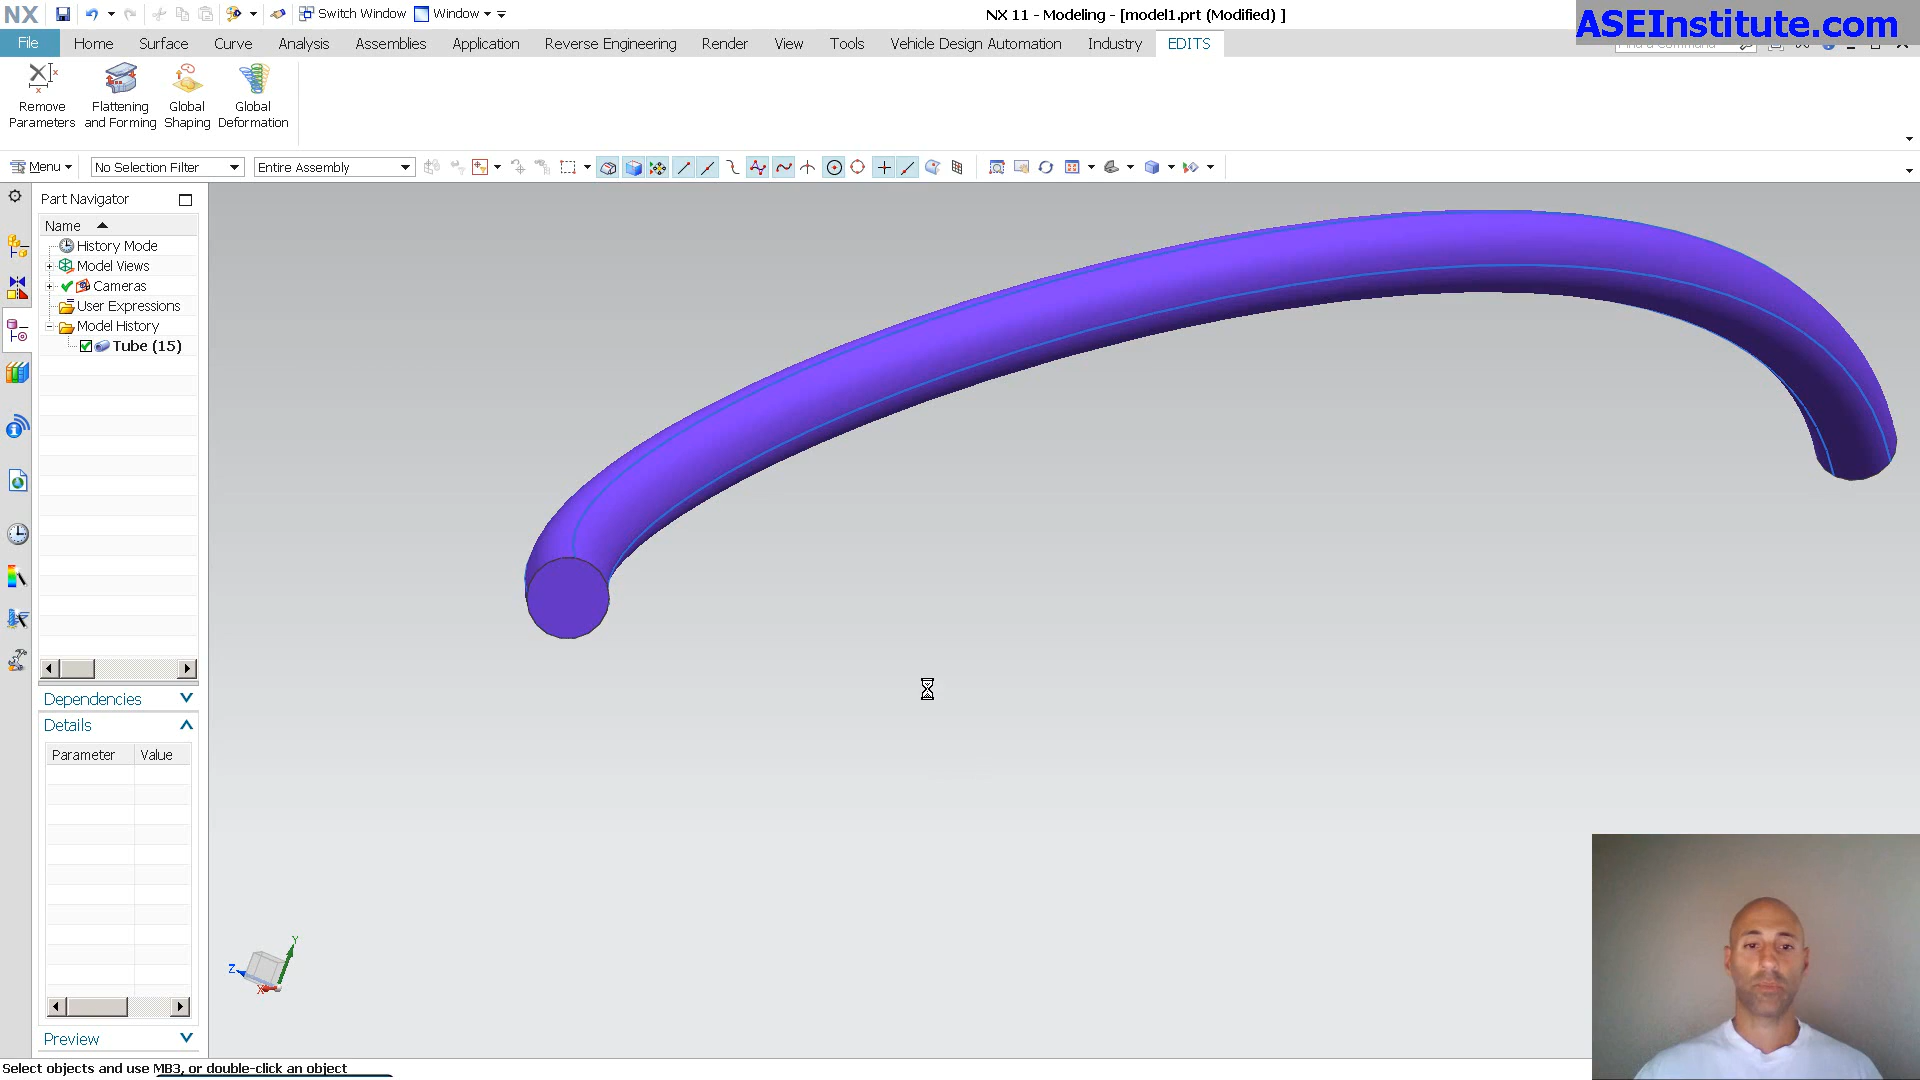 NX
Switch Window
Window
NX 11 - Modeling - [model1.prt (Modified) ]
ASEInstitute.com
File
Home
Surface
Curve
Analysis
Assemblies
Application
Reverse Engineering
Render
View
Tools
Vehicle Design Automation
Industry
EDITS
Remove
Parameters
Flattening
and Forming
Global
Shaping
Global
Deformation
Menu
No Selection Filter
Entire Assembly
Part Navigator
Name
History Mode
Model Views
Cameras
User Expressions
Model History
Tube (15)
Dependencies
Details
Parameter
Value
Preview
Y
Z
X
Select objects and use MB3, or double-click an object